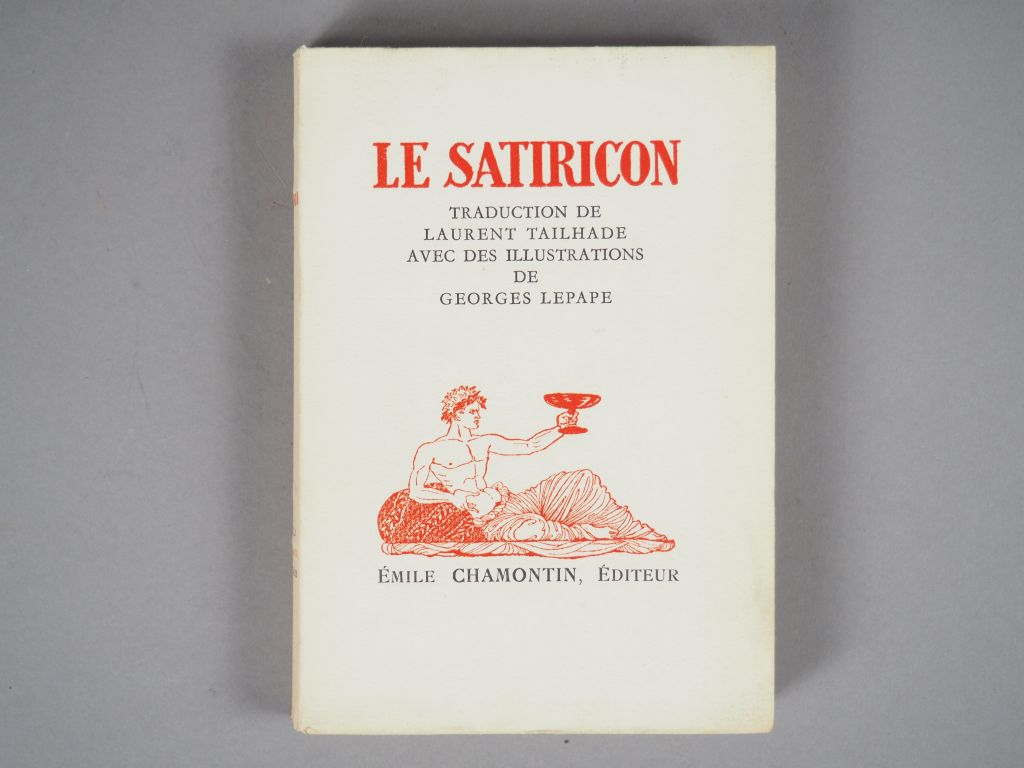 LE SATIRICON
TRADUCTION DE
LAURENT TAILHADE
AVEC DES ILLUSTRATIONS
DE
GEORGES LEPAPE
ÉMILE CHAMONTIN, ÉDITEUR